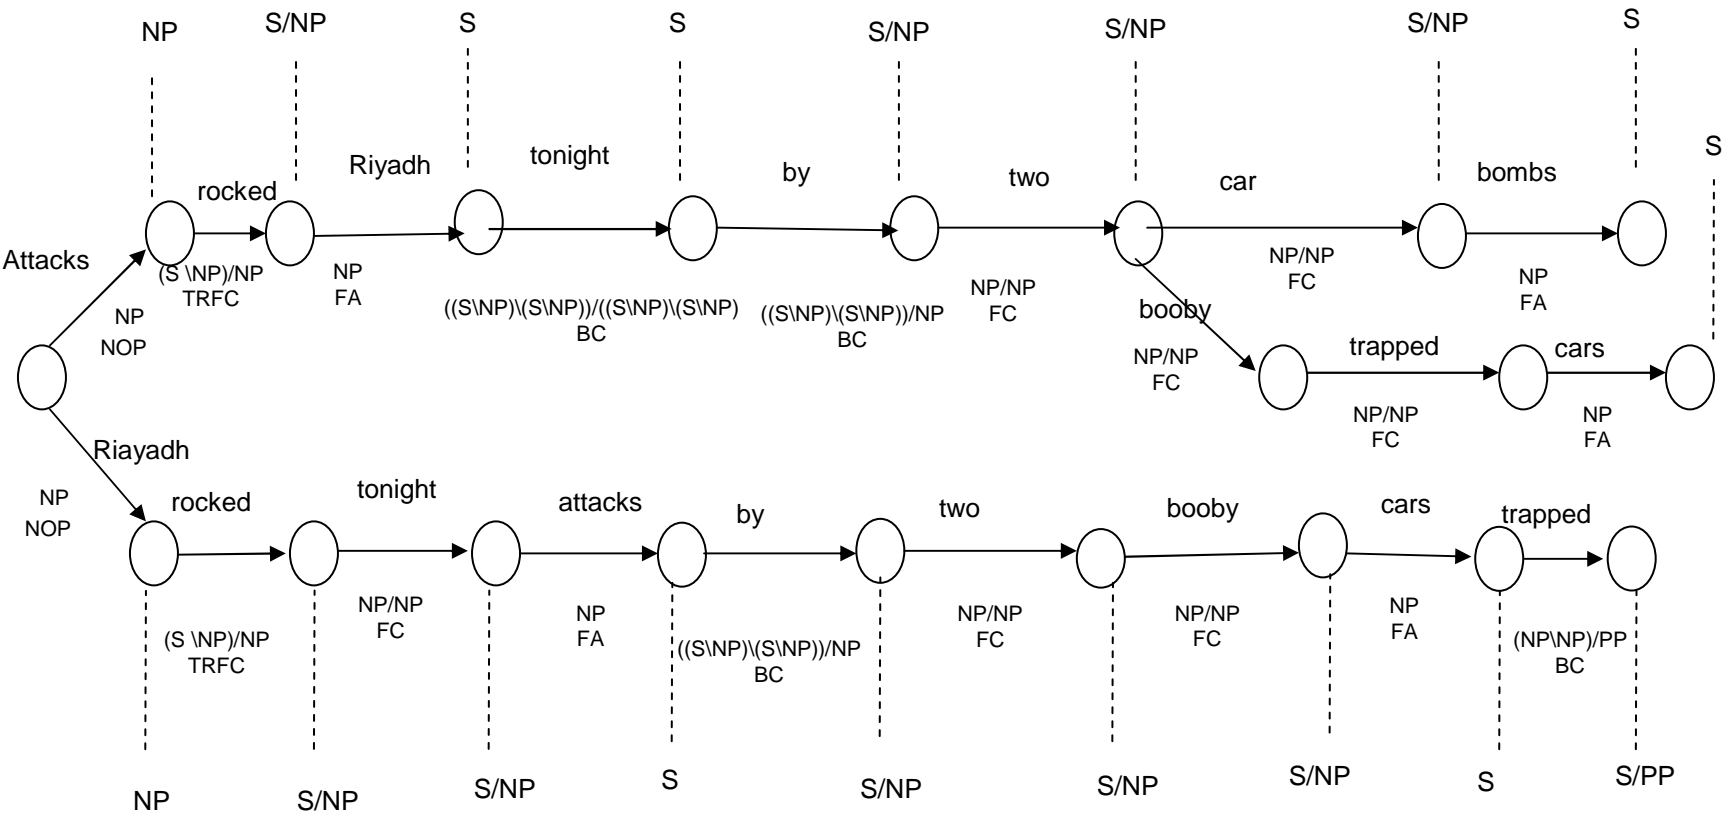 NP
S/NP
S
S
S/NP
S/NP
S/NP
S
S
Attacks
rocked
Riyadh
tonight
by
two
car
bombs
NP
NOP
(S \NP)/NP
TRFC
NP
FA
((S\NP)\(S\NP))/((S\NP)\(S\NP)
BC
((S\NP)\(S\NP))/NP
BC
NP/NP
FC
NP/NP
FC
NP
FA
booby
trapped
cars
NP/NP
FC
NP/NP
FC
NP
FA
Riayadh
rocked
tonight
attacks
by
two
booby
cars
trapped
NP
NOP
(S \NP)/NP
TRFC
NP/NP
FC
NP
FA
((S\NP)\(S\NP))/NP
BC
NP/NP
FC
NP/NP
FC
NP
FA
(NP\NP)/PP
BC
NP
S/NP
S/NP
S
S/NP
S/NP
S/NP
S
S/PP